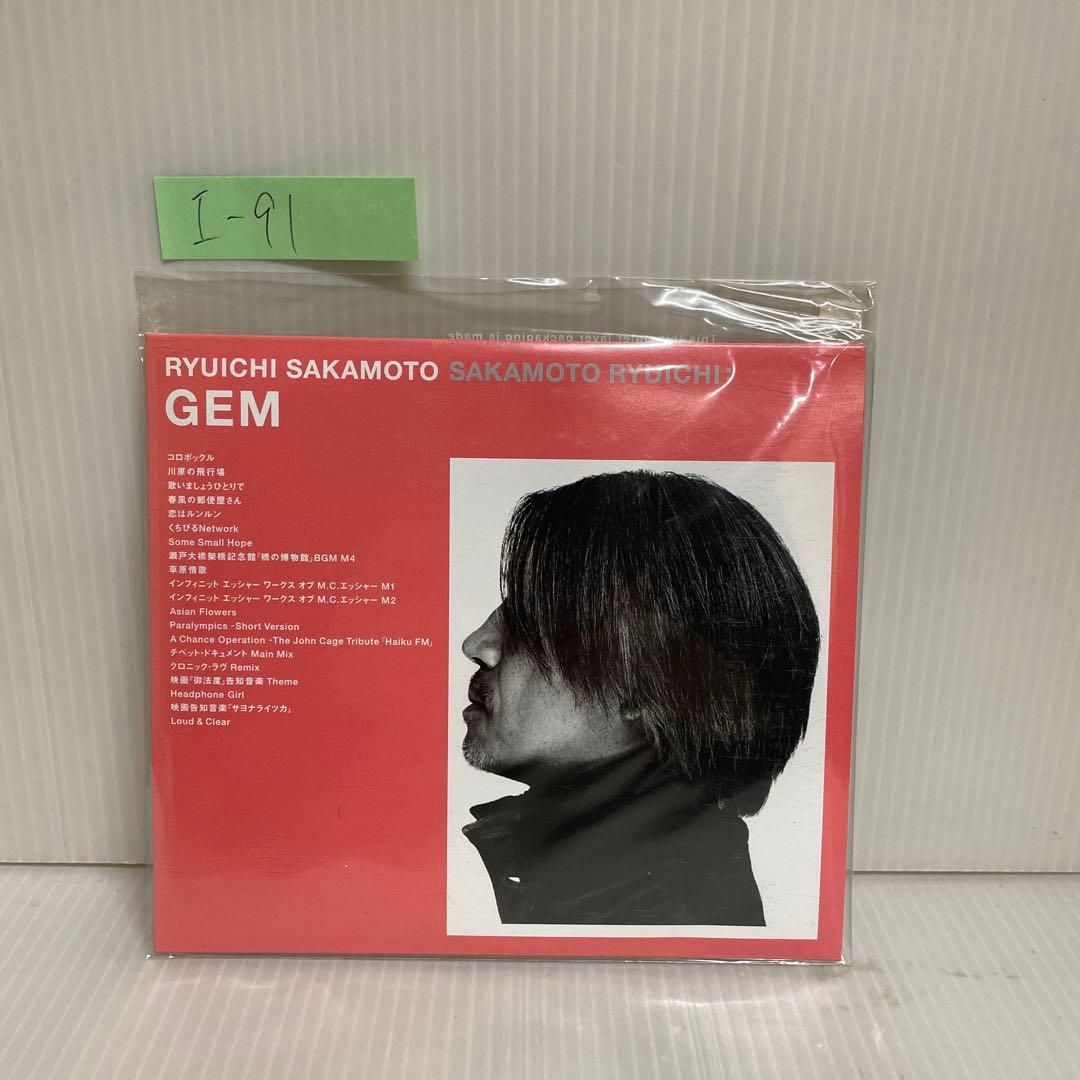 I-91
This outer layer packaging is made
RYUICHI SAKAMOTO SAKAMOTO RYUICHI
GEM
コロボックル
川原の飛行場
歌いましょうひとりで
春風の郵便屋さん
恋はルンルン
くちびるNetwork
Some Small Hope
瀬戸大橋架橋記念館『橋の博物館』BGM M4
草原情歌
インフィニット エッシャー ワークス オブ M.C.エッシャー M1
インフィニット エッシャー ワークス オブ M.C.エッシャー M2
Asian Flowers
Paralympics -Short Version
A Chance Operation -The John Cage Tribute「Haiku FM」
チベット・ドキュメント Main Mix
クロニック・ラヴ Remix
映画『御法度』告知音楽 Theme
Headphone Girl
映画告知音楽『サヨナライツカ』
Loud & Clear